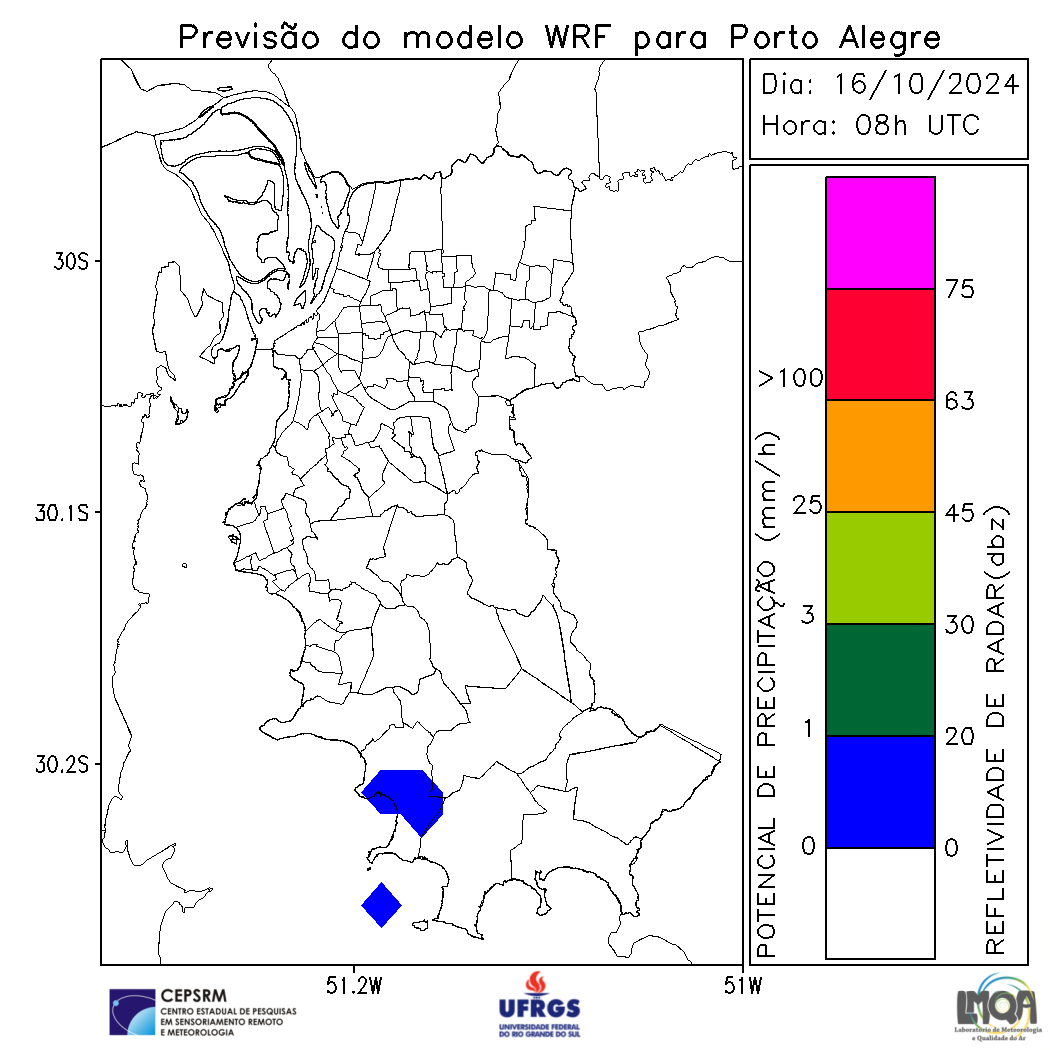 Previsão do modelo WRF para Porto Alegre
Dia: 16/10/2024
Hora: 08h UTC
30S
30.1S
30.2S
51.2W
51W
POTENCIAL DE PRECIPITAÇÃO (mm/h)
>100
25
3
1
0
75
63
45
30
20
0
REFLETIVIDADE DE RADAR(dbz)
CEPSRM
CENTRO ESTADUAL DE PESQUISAS
EM SENSORIAMENTO REMOTO
E METEOROLOGIA
UFRGS
UNIVERSIDADE FEDERAL
DO RIO GRANDE DO SUL
LMQA
Laboratório de Meteorologia
e Qualidade do Ar